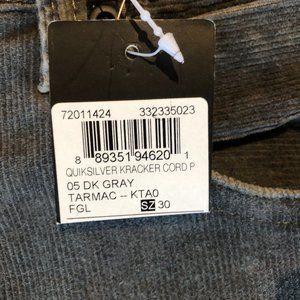 72011424 332335023
8 89351 94620 1
QUIKSILVER KRACKER CORD P
05 DK GRAY
TARMAC -- KTA0
FGL SZ 30